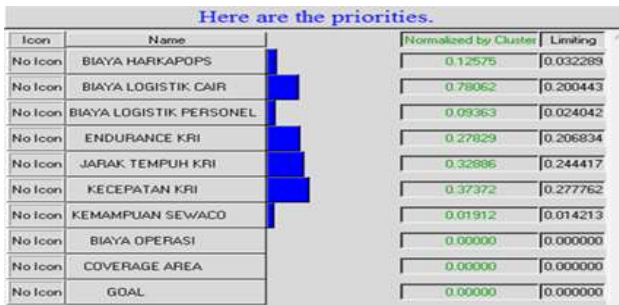 Here are the priorities.
Icon Name Normalized by Cluster Limiting
No Icon BIAYA HARKAPOPS 0.12575 0.032289
No Icon BIAYA LOGISTIK CAIR 0.78062 0.200443
No Icon BIAYA LOGISTIK PERSONEL 0.09363 0.024042
No Icon ENDURANCE KRI 0.27829 0.206834
No Icon JARAK TEMPUH KRI 0.32886 0.244417
No Icon KECEPATAN KRI 0.37372 0.277762
No Icon KEMAMPUAN SEWACO 0.01912 0.014213
No Icon BIAYA OPERASI 0.00000 0.000000
No Icon COVERAGE AREA 0.00000 0.000000
No Icon GOAL 0.00000 0.000000